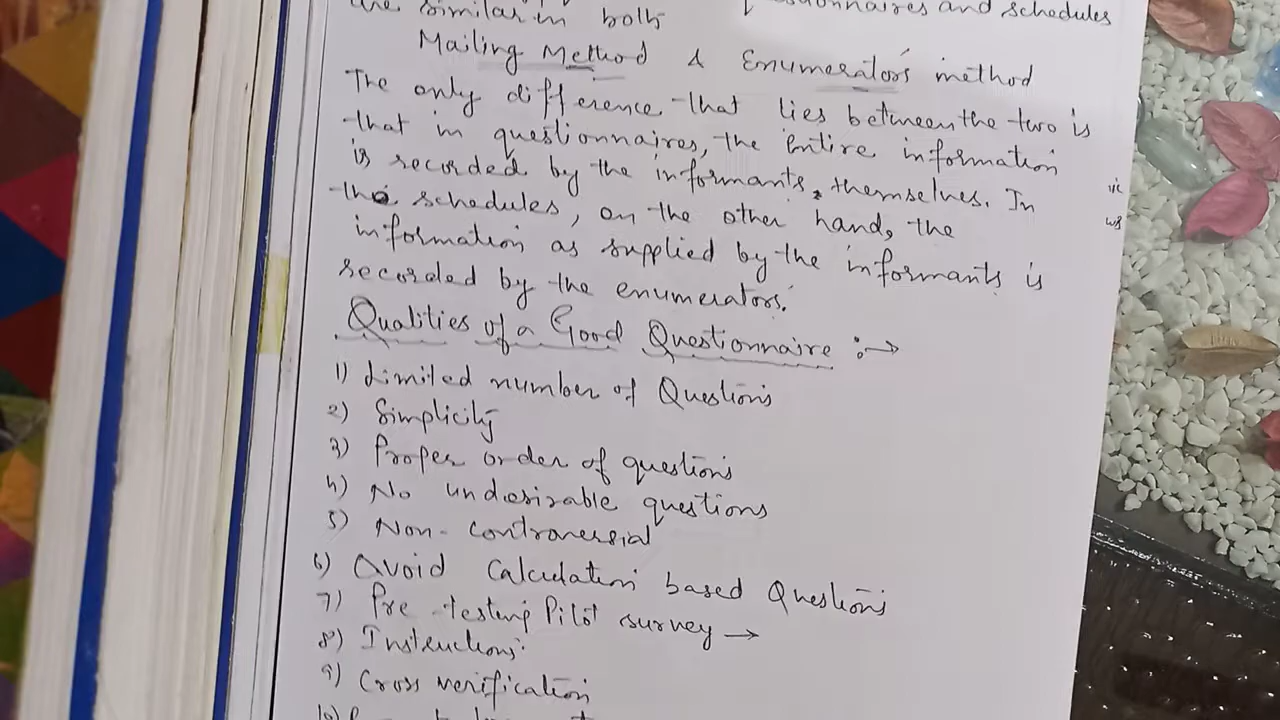 are similar in both questionnaires and schedules
Mailing Method & Enumerator's method
The only difference that lies between the two is
that in questionnaires, the entire information
is recorded by the informants themselves. In
the schedules, on the other hand, the
information as supplied by the informants is
recorded by the enumerators.
Qualities of a Good Questionnaire :→
1) Limited number of Questions
2) Simplicity
3) Proper order of questions
4) No undesirable questions
5) Non-controversial
6) Avoid Calculation based Questions
7) Pre-testing Pilot survey →
8) Instructions.
9) Cross verification
10)